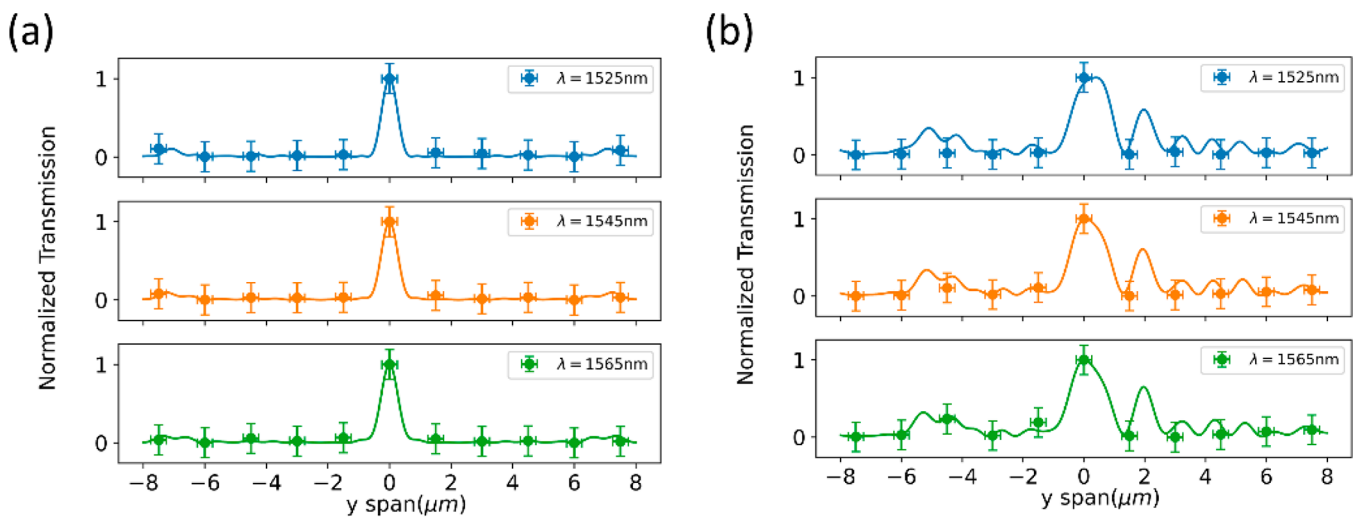 (a)
Normalized Transmission
1
0
λ = 1525nm
1
0
λ = 1545nm
1
0
λ = 1565nm
−8 −6 −4 −2 0 2 4 6 8
y span(μm)
(b)
Normalized Transmission
1
0
λ = 1525nm
1
0
λ = 1545nm
1
0
λ = 1565nm
−8 −6 −4 −2 0 2 4 6 8
y span(μm)